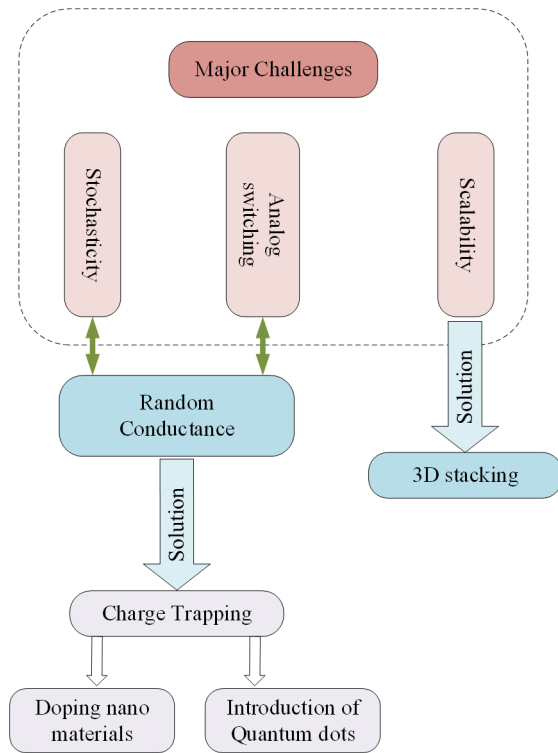 Major Challenges
Stochasticity
Analog
switching
Scalability
Random
Conductance
Solution
3D stacking
Solution
Charge Trapping
Doping nano
materials
Introduction of
Quantum dots